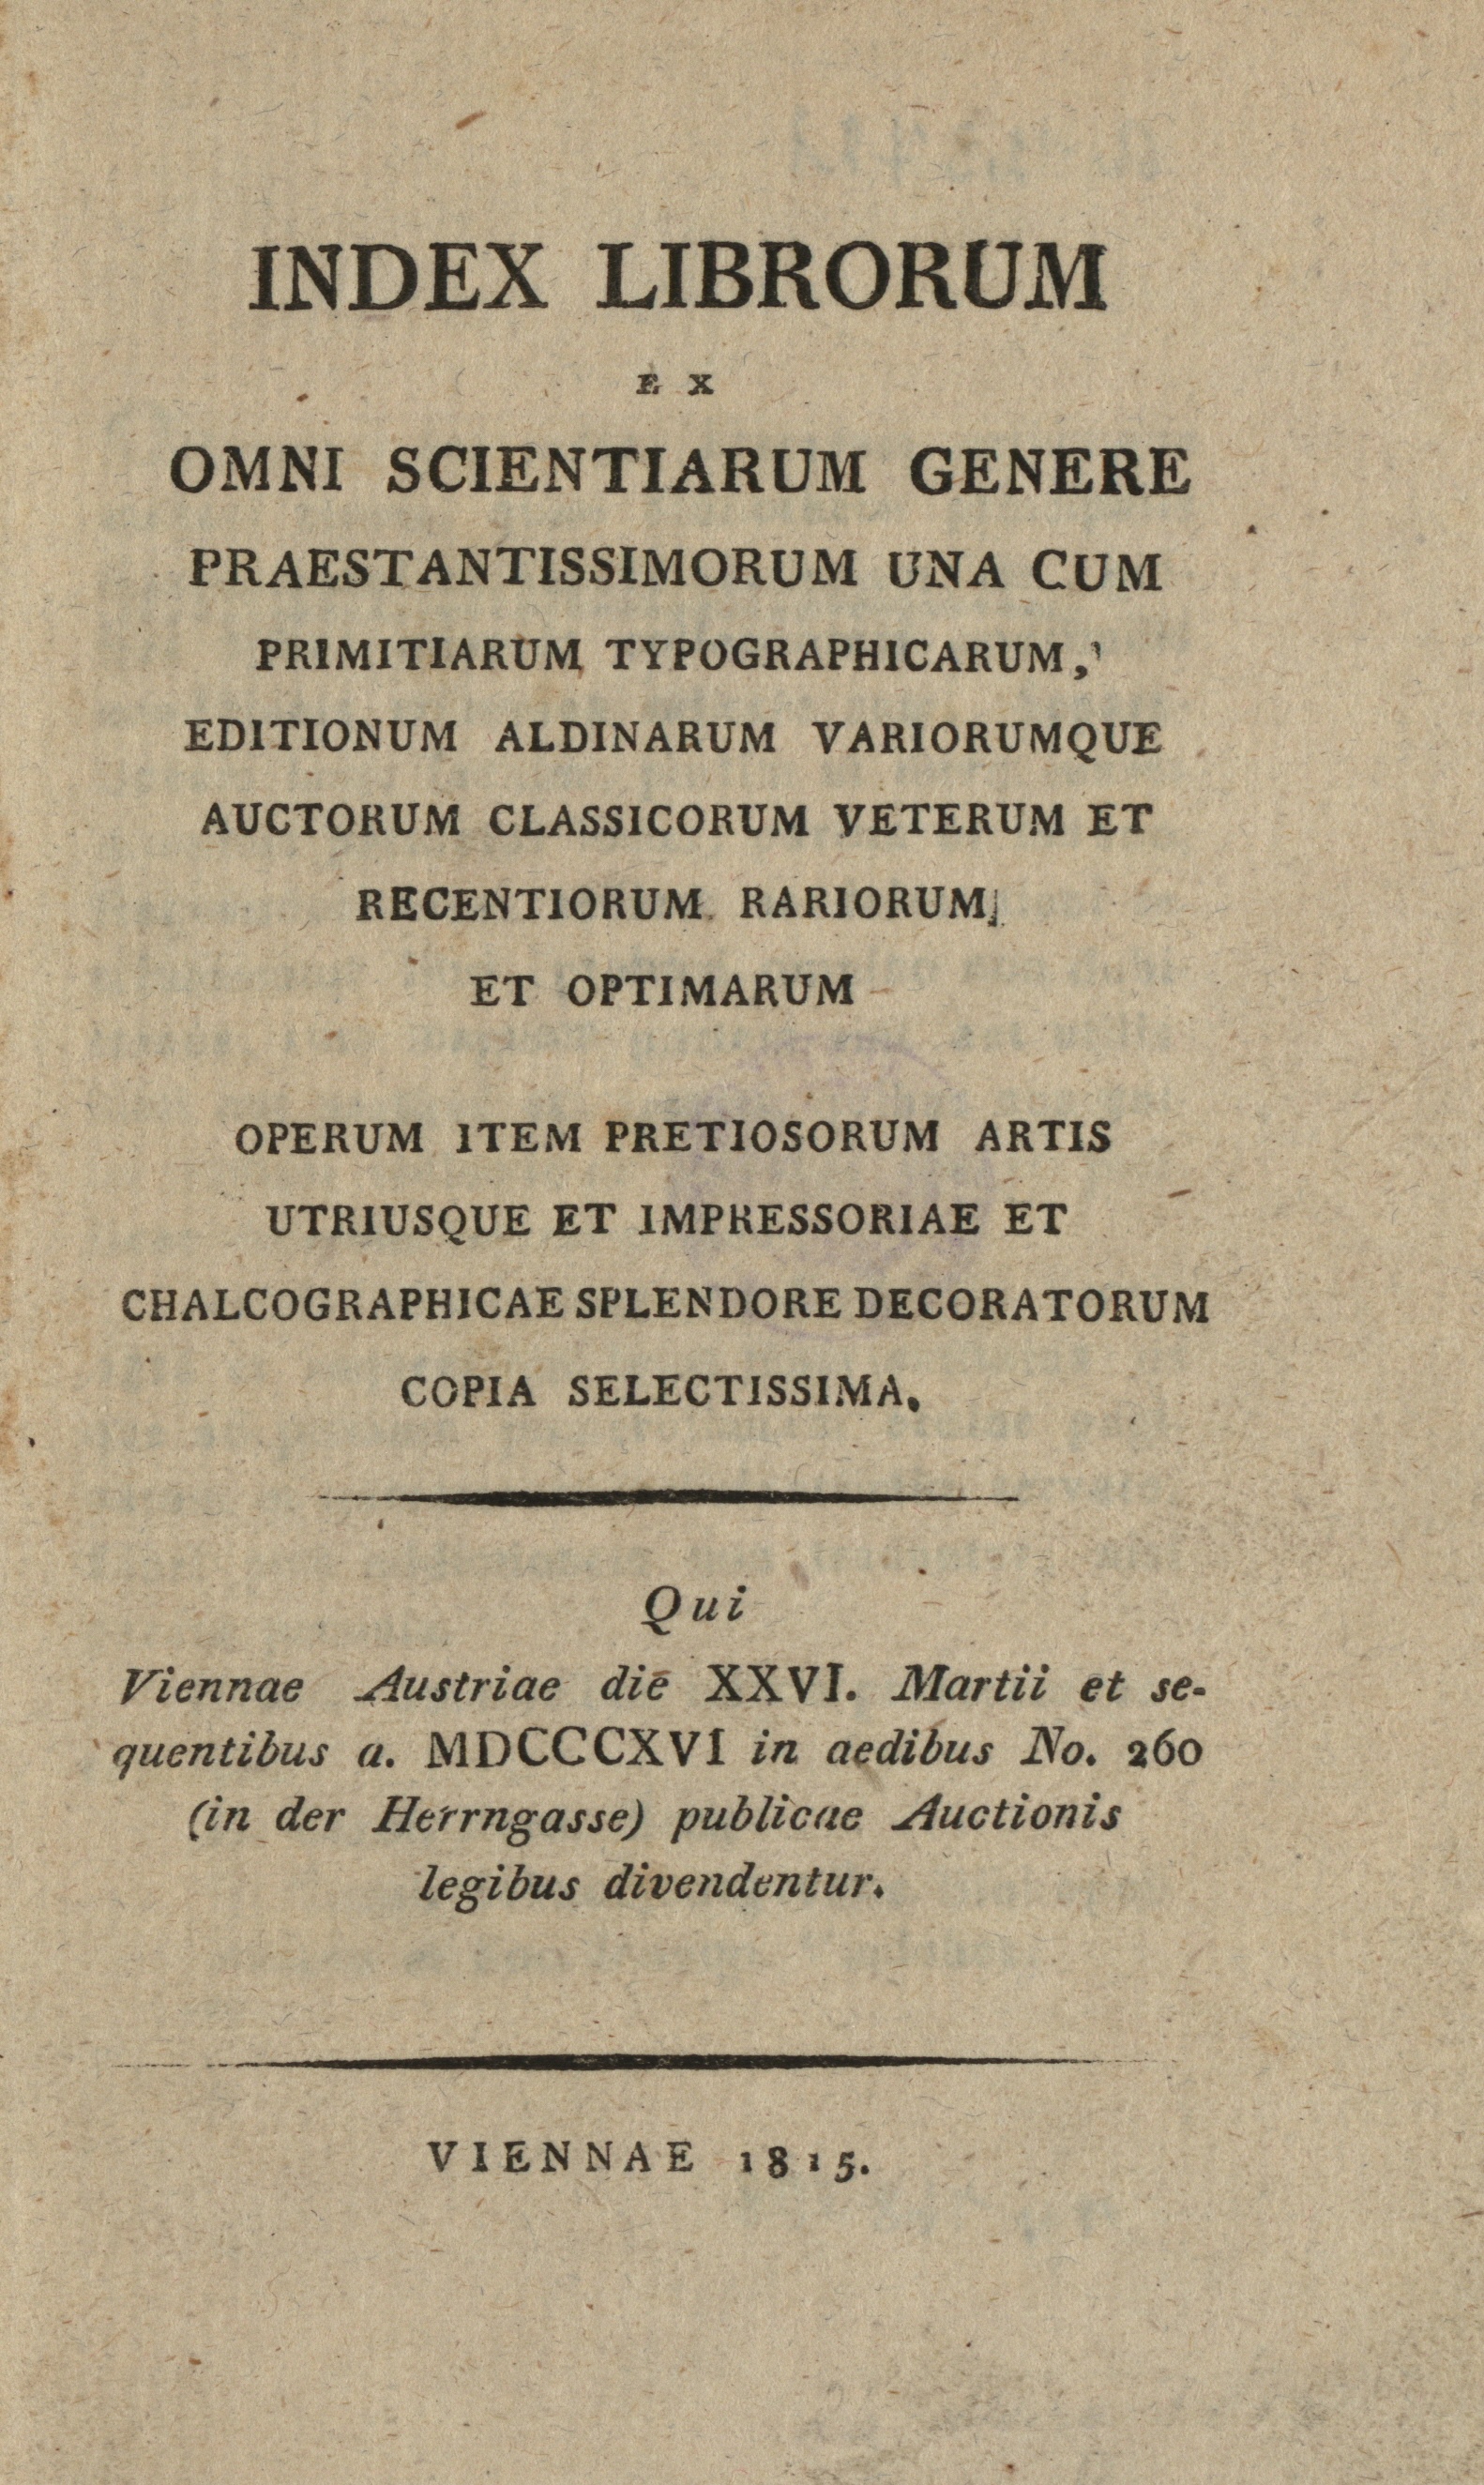 INDEX LIBRORUM
EX
OMNI SCIENTIARUM GENERE
PRAESTANTISSIMORUM UNA CUM
PRIMITIARUM TYPOGRAPHICARUM,
EDITIONUM ALDINARUM VARIORUMQUE
AUCTORUM CLASSICORUM VETERUM ET
RECENTIORUM RARIORUM
ET OPTIMARUM
OPERUM ITEM PRETIOSORUM ARTIS
UTRIUSQUE ET IMPRESSORIAE ET
CHALCOGRAPHICAE SPLENDORE DECORATORUM
COPIA SELECTISSIMA.
Qui
Viennae Austriae die XXVI. Martii et se-
quentibus a. MDCCCXVI in aedibus No. 260
(in der Herrngasse) publicae Auctionis
legibus divendentur.
VIENNAE 1815.